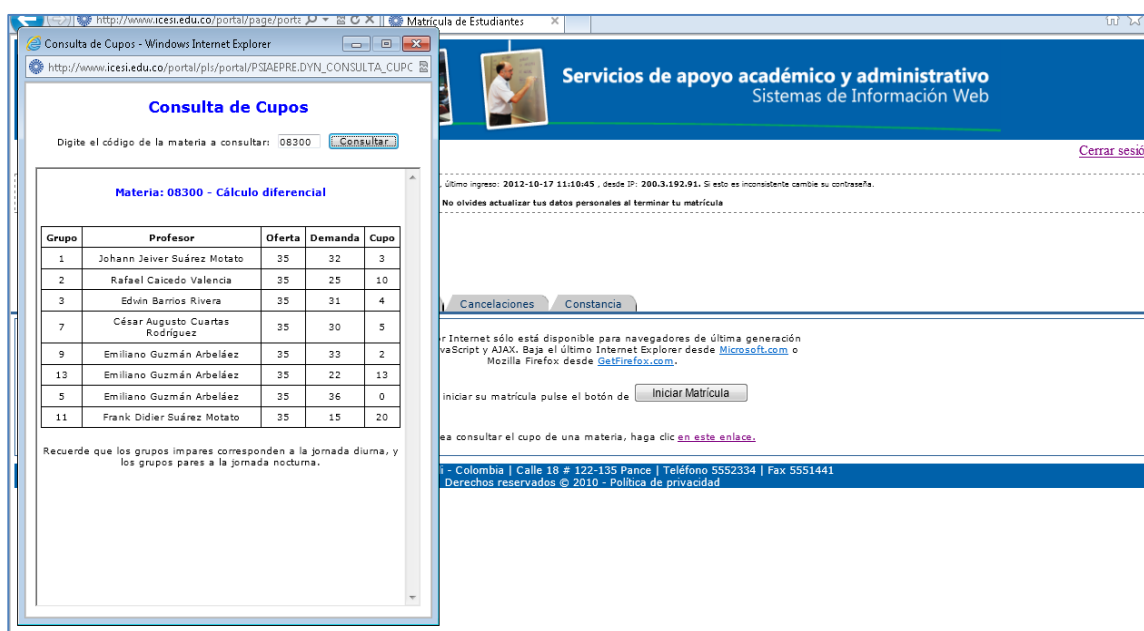 http://www.icesi.edu.co/portal/page/porta
Matrícula de Estudiantes
Consulta de Cupos - Windows Internet Explorer
http://www.icesi.edu.co/portal/pls/portal/PSIAEPRE.DYN_CONSULTA_CUPC
Consulta de Cupos
Digite el código de la materia a consultar: 08300 Consultar
Materia: 08300 - Cálculo diferencial
Grupo Profesor Oferta Demanda Cupo
1 Johann Jeiver Suárez Motato 35 32 3
2 Rafael Caicedo Valencia 35 25 10
3 Edwin Barrios Rivera 35 31 4
7 César Augusto Cuartas Rodríguez 35 30 5
9 Emiliano Guzmán Arbeláez 35 33 2
13 Emiliano Guzmán Arbeláez 35 22 13
5 Emiliano Guzmán Arbeláez 35 36 0
11 Frank Didier Suárez Motato 35 15 20
Recuerde que los grupos impares corresponden a la jornada diurna, y
los grupos pares a la jornada nocturna.
Servicios de apoyo académico y administrativo
Sistemas de Información Web
Cerrar sesió
último ingreso: 2012-10-17 11:10:45 , desde IP: 200.3.192.91. Si esto es inconsistente cambie su contraseña.
No olvides actualizar tus datos personales al terminar tu matrícula
Cancelaciones Constancia
r Internet sólo está disponible para navegadores de última generación
vaScript y AJAX. Baja el último Internet Explorer desde Microsoft.com o
Mozilla Firefox desde GetFirefox.com.
iniciar su matrícula pulse el botón de Iniciar Matrícula
ea consultar el cupo de una materia, haga clic en este enlace.
i - Colombia | Calle 18 # 122-135 Pance | Teléfono 5552334 | Fax 5551441
Derechos reservados © 2010 - Política de privacidad